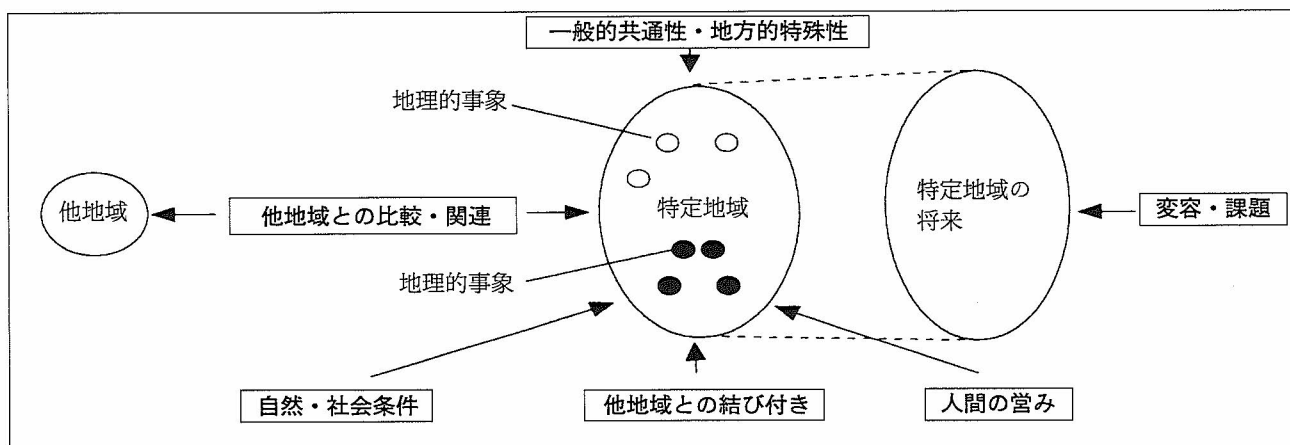 一般的共通性・地方的特殊性
地理的事象
他地域
他地域との比較・関連
特定地域
特定地域の
将来
変容・課題
地理的事象
自然・社会条件
他地域との結び付き
人間の営み